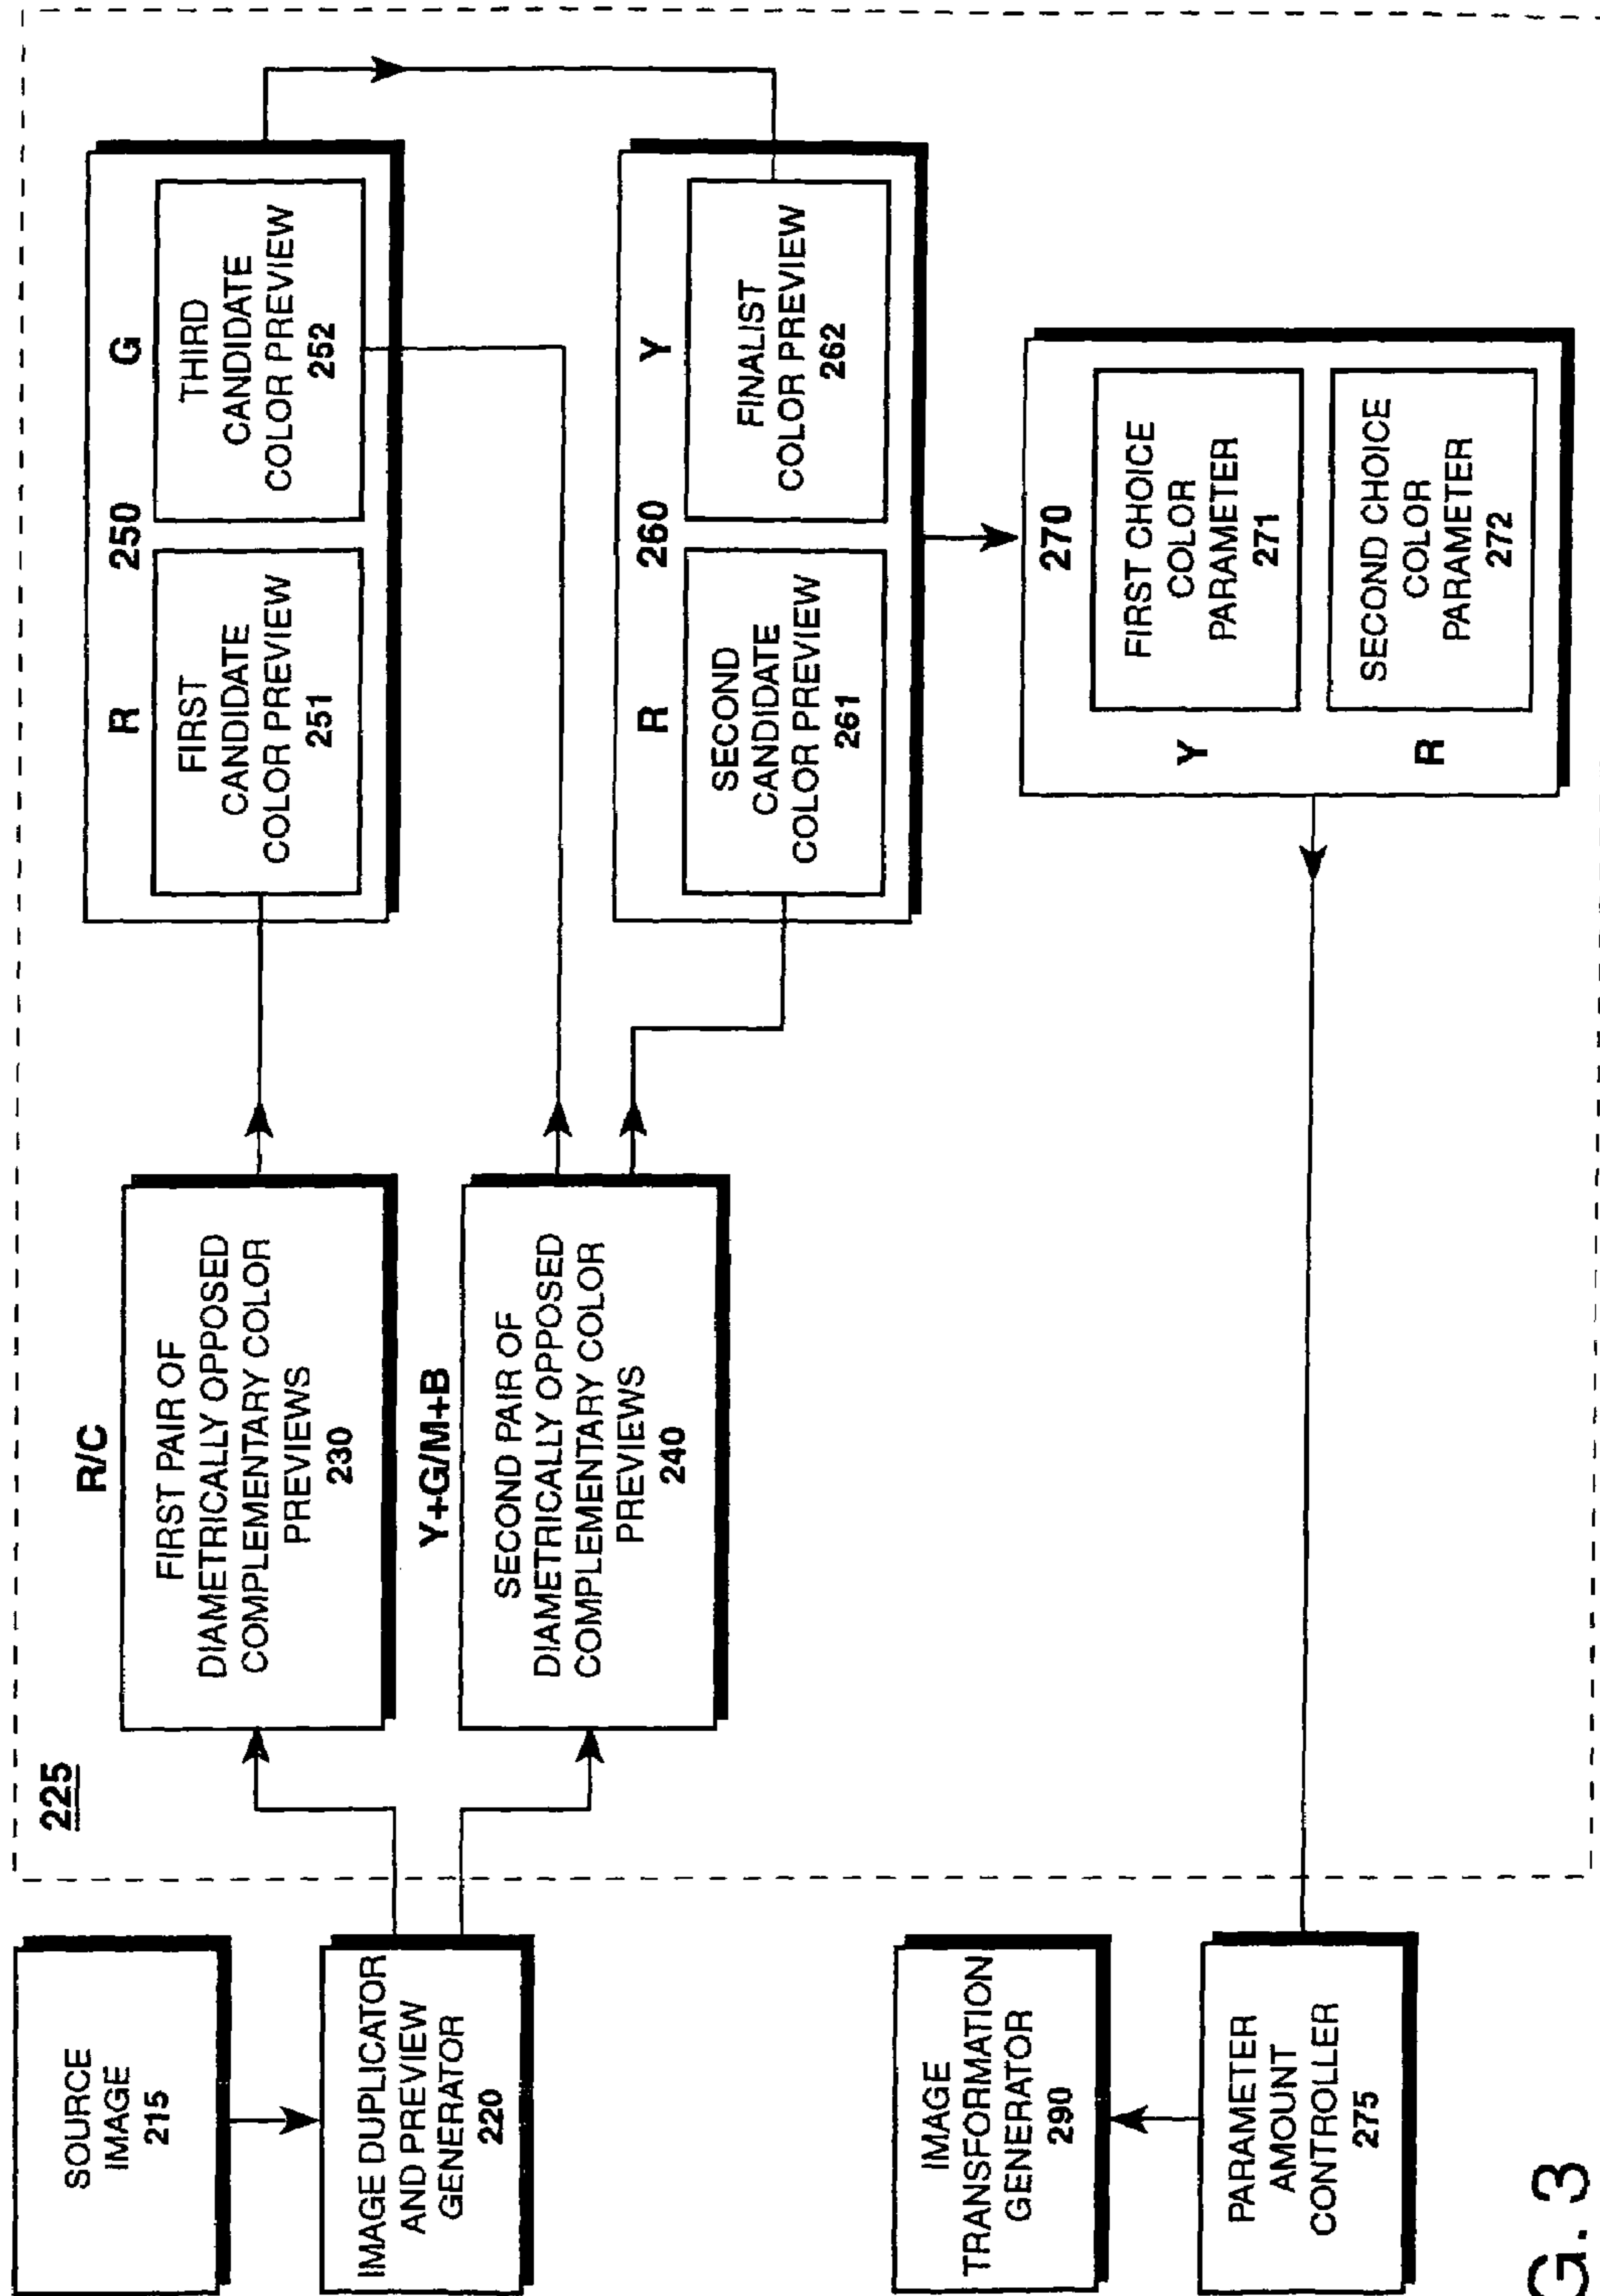 225
SOURCE
IMAGE
215
IMAGE DUPLICATOR
AND PREVIEW
GENERATOR
220
R/C
FIRST PAIR OF
DIAMETRICALLY OPPOSED
COMPLEMENTARY COLOR
PREVIEWS
230
Y+G/M+B
SECOND PAIR OF
DIAMETRICALLY OPPOSED
COMPLEMENTARY COLOR
PREVIEWS
240
R 250 G
FIRST
CANDIDATE
COLOR PREVIEW
251
THIRD
CANDIDATE
COLOR PREVIEW
252
R 260 Y
SECOND
CANDIDATE
COLOR PREVIEW
261
FINALIST
COLOR PREVIEW
262
270
Y
FIRST CHOICE
COLOR
PARAMETER
271
R
SECOND CHOICE
COLOR
PARAMETER
272
IMAGE
TRANSFORMATION
GENERATOR
290
PARAMETER
AMOUNT
CONTROLLER
275
G. 3